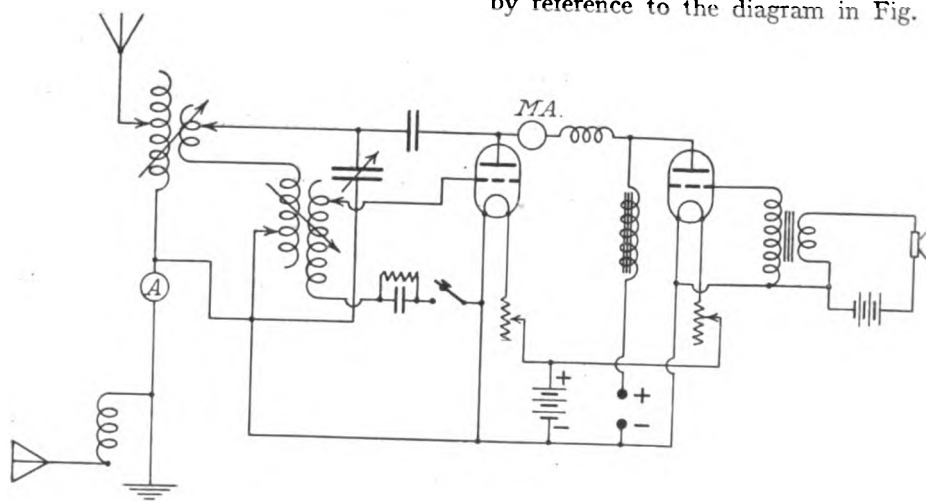 by reference to the diagram in Fig.
MA.
A
+
+
-
-